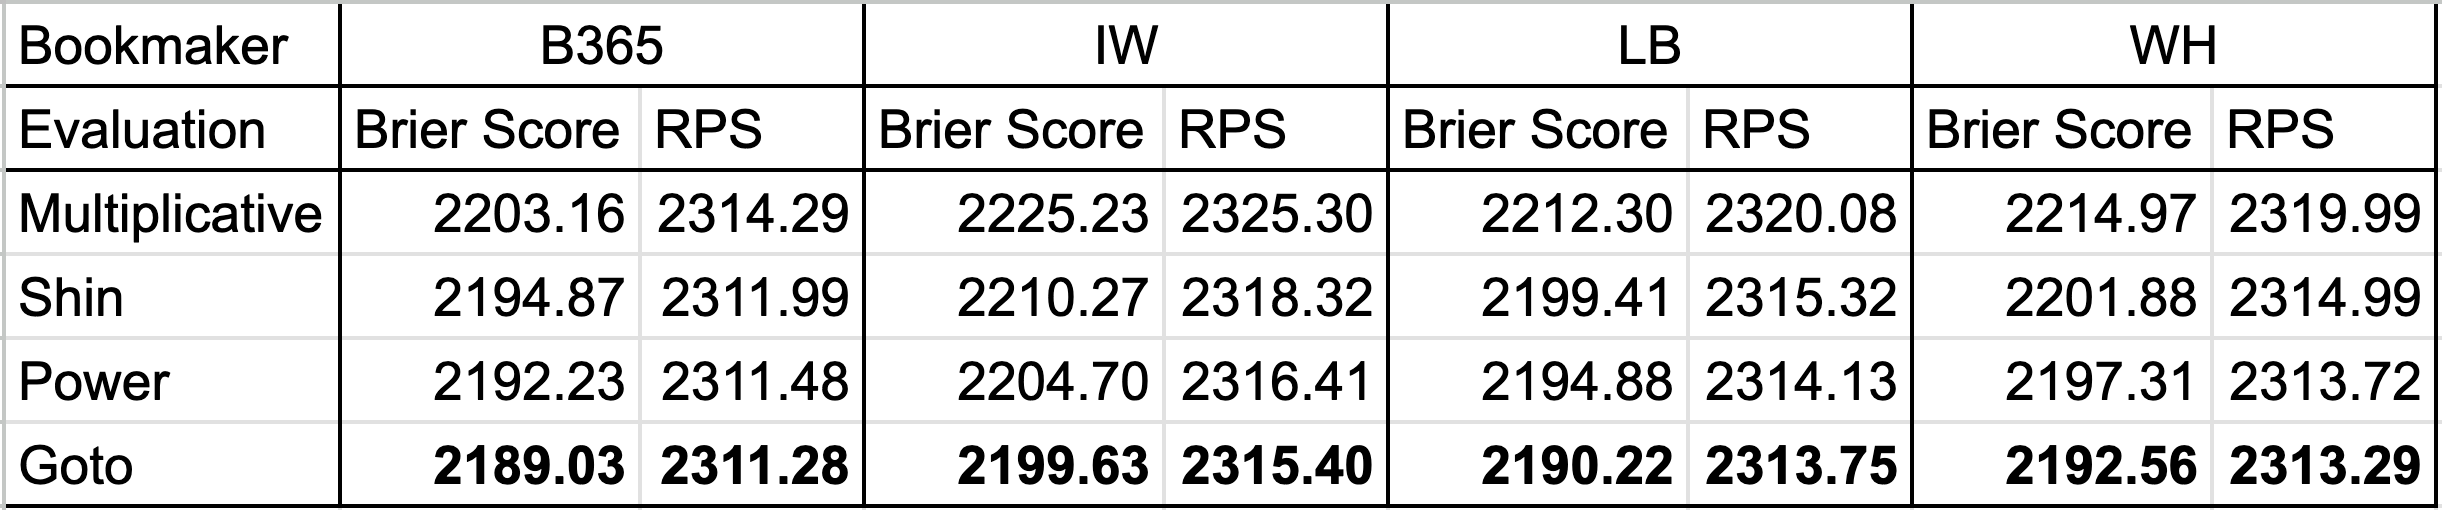 Bookmaker B365 IW LB WH
Evaluation Brier Score RPS Brier Score RPS Brier Score RPS Brier Score RPS
Multiplicative 2203.16 2314.29 2225.23 2325.30 2212.30 2320.08 2214.97 2319.99
Shin 2194.87 2311.99 2210.27 2318.32 2199.41 2315.32 2201.88 2314.99
Power 2192.23 2311.48 2204.70 2316.41 2194.88 2314.13 2197.31 2313.72
Goto 2189.03 2311.28 2199.63 2315.40 2190.22 2313.75 2192.56 2313.29